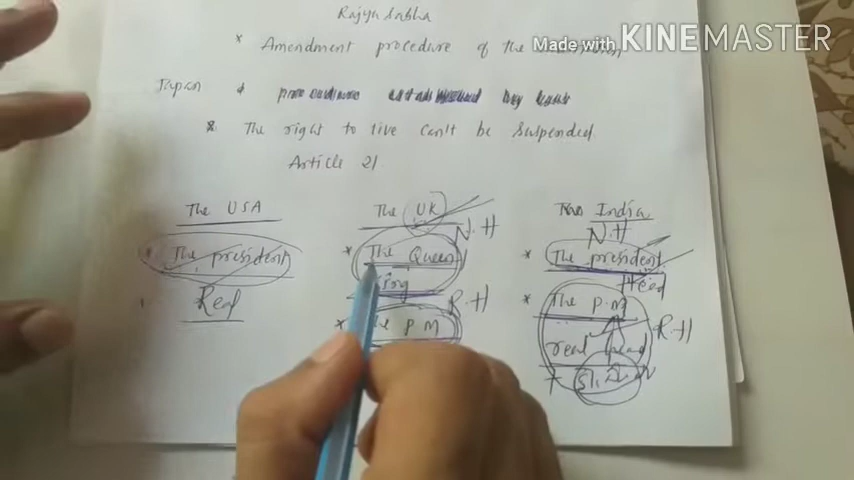 Rajya Sabha
Made with KINEMASTER
* Amendment procedure of the
Japan
* The right to live can't be suspended.
Article 21
The USA
* The president
Real
The UK
N.H
* The Queen
King
R.H
* The P M
India
N.H
* The president
Head
* The P.M
real head
R-H